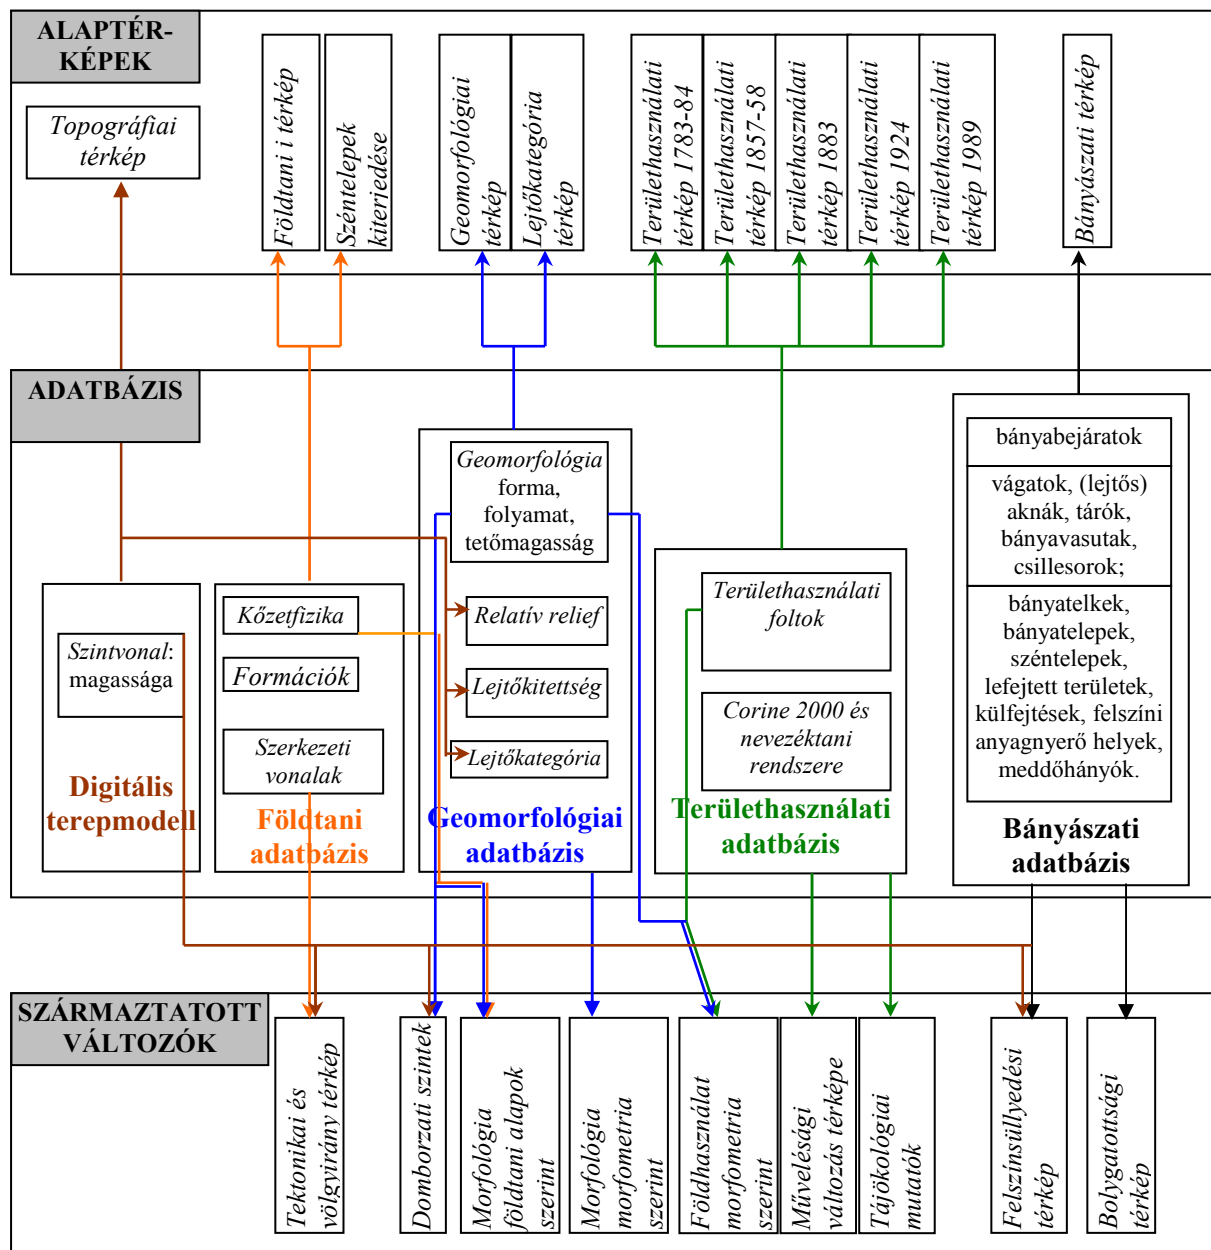 ALAPTÉR-
KÉPEK
Topográfiai
térkép
Földtani i térkép
Széntelepek
kiterjedése
Geomorfológiai
térkép
Lejtőkategória
térkép
Területhasználati
térkép 1783-84
Területhasználati
térkép 1857-58
Területhasználati
térkép 1883
Területhasználati
térkép 1924
Területhasználati
térkép 1989
Bányászati térkép
ADATBÁZIS
Szintvonal:
magassága
Digitális
terepmodell
Kőzetfizika
Formációk
Szerkezeti
vonalak
Földtani
adatbázis
Geomorfológia
forma,
folyamat,
tetőmagasság
Relatív relief
Lejtőkitettség
Lejtőkategória
Geomorfológiai
adatbázis
Területhasználati
foltok
Corine 2000 és
nevezéktani
rendszere
Területhasználati
adatbázis
bányabejáratok
vágatok, (lejtős)
aknák, tárók,
bányavasutak,
csillesorok;
bányatelkek,
bányatelepek,
széntelepek,
lefejtett területek,
külfejtések, felszíni
anyagnyerő helyek,
meddőhányók.
Bányászati
adatbázis
SZÁRMAZTATOTT
VÁLTOZÓK
Tektonikai és
völgyirány térkép
Domborzati szintek
Morfológia
földtani alapok
szerint
Morfológia
morfometria
szerint
Földhasználat
morfometria
szerint
Művelésági
változás térképe
Tájökológiai
mutatók
Felszínsüllyedési
térkép
Bolygatottsági
térkép